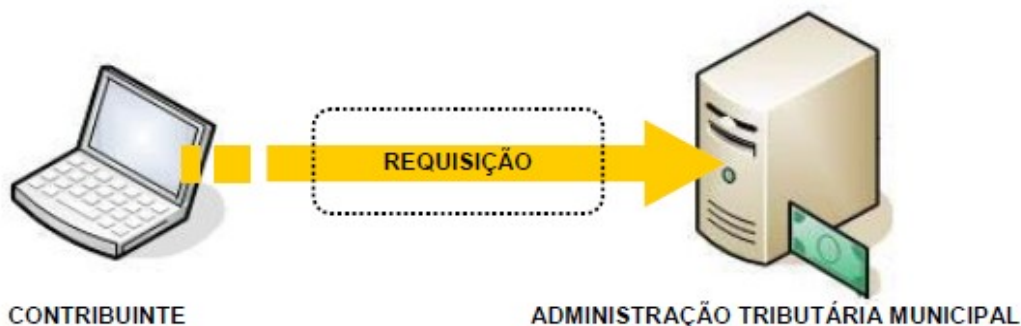 REQUISIÇÃO
CONTRIBUINTE
ADMINISTRAÇÃO TRIBUTÁRIA MUNICIPAL